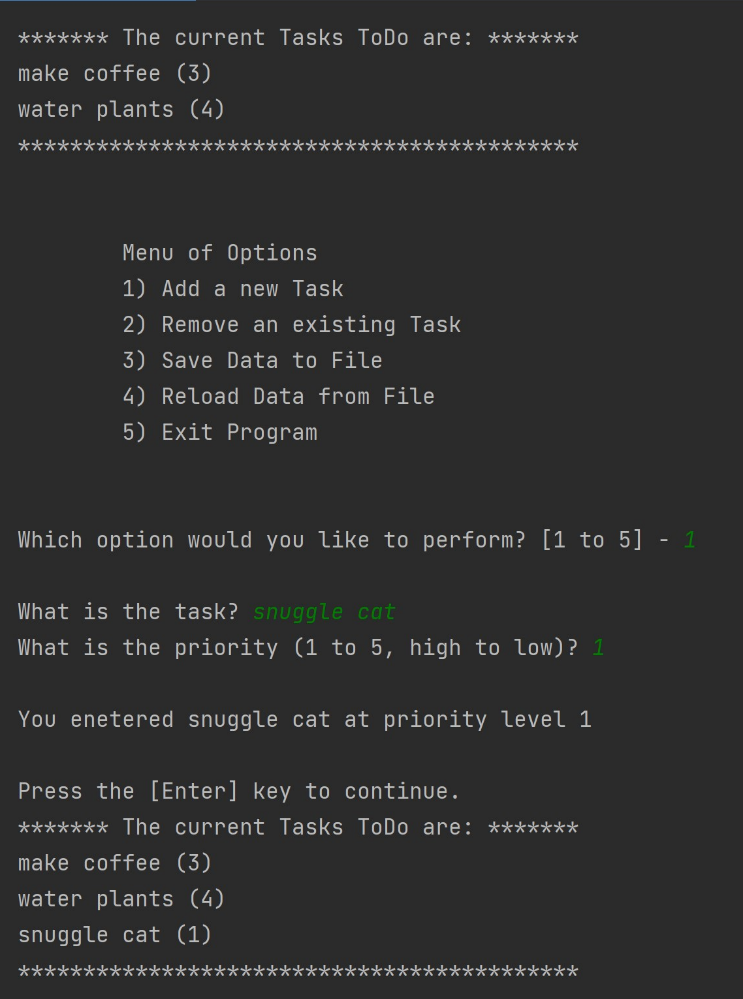 ******* The current Tasks ToDo are: *******
make coffee (3)
water plants (4)
*******************************************
Menu of Options
1) Add a new Task
2) Remove an existing Task
3) Save Data to File
4) Reload Data from File
5) Exit Program
Which option would you like to perform? [1 to 5] - 1
What is the task? snuggle cat
What is the priority (1 to 5, high to low)? 1
You enetered snuggle cat at priority level 1
Press the [Enter] key to continue.
******* The current Tasks ToDo are: *******
make coffee (3)
water plants (4)
snuggle cat (1)
*******************************************